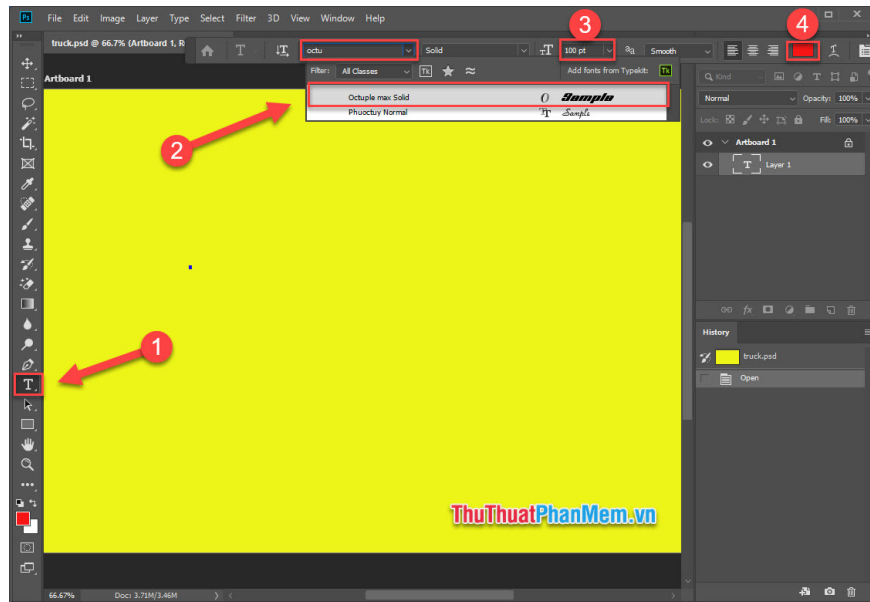 Ps File Edit Image Layer Type Select Filter 3D View Window Help
3
4
truck.psd @ 66.7% (Artboard 1, R
T
octu
Solid
100 pt
Smooth
Filter: All Classes
Tk
Add fonts from Typekit:
Tk
Artboard 1
Octuple max Solid
Sample
Phuoctuy Normal
Sample
2
1
T
Kind
Normal
Opacity: 100%
Lock:
Fill: 100%
Artboard 1
T Layer 1
fx
History
truck.psd
Open
ThuThuatPhanMem.vn
66.67%
Doc: 3.71M/3.46M